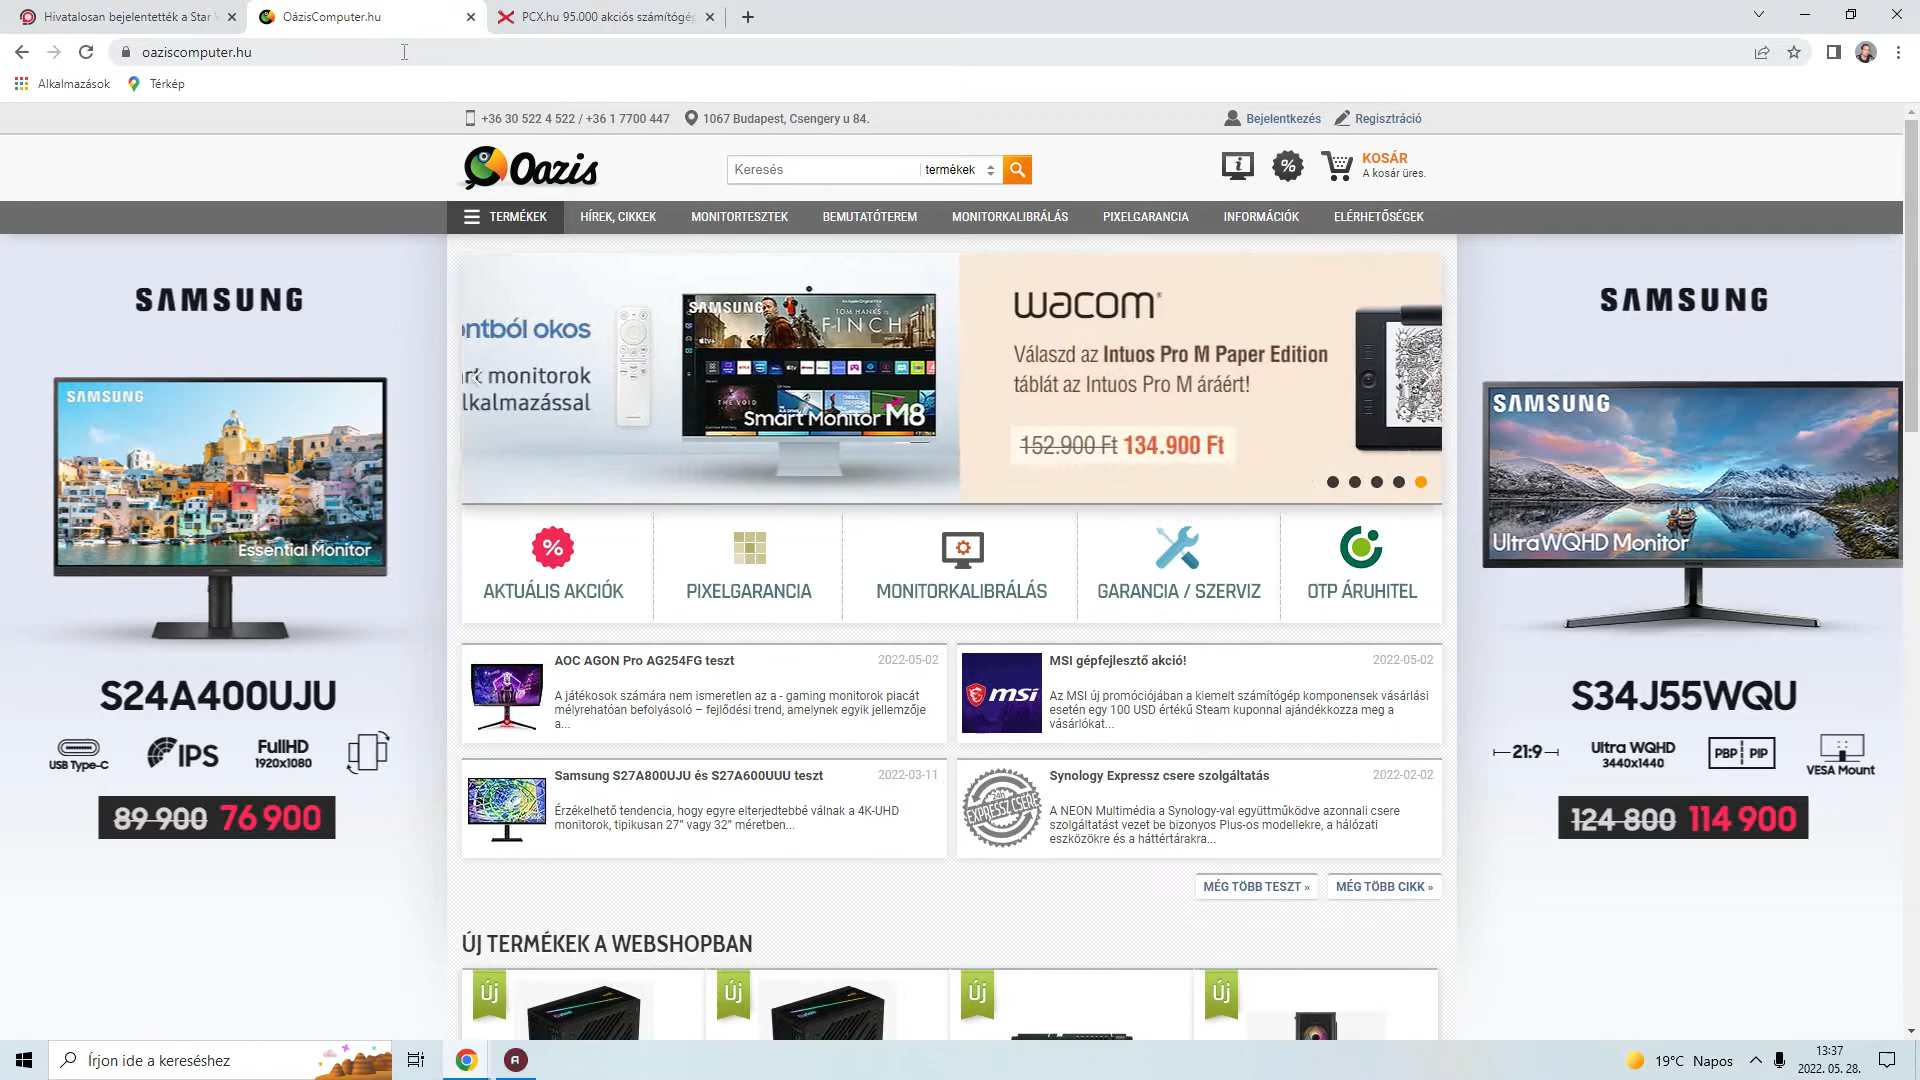 Hivatalosan bejelentették a Star
OázisComputer.hu
PCX.hu 95.000 akciós számítógép
oaziscomputer.hu
Alkalmazások
Térkép
+36 30 522 4 522 / +36 1 7700 447
1067 Budapest, Csengery u 84.
Bejelentkezés
Regisztráció
Oazis
Keresés
termékek
%
KOSÁR
A kosár üres.
TERMÉKEK
HÍREK, CIKKEK
MONITORTESZTEK
BEMUTATÓTEREM
MONITORKALIBRÁLÁS
PIXELGARANCIA
INFORMÁCIÓK
ELÉRHETŐSÉGEK
SAMSUNG
SAMSUNG
Essential Monitor
S24A400UJU
USB Type-C
IPS
FullHD
1920x1080
89 900 76 900
ntból okos
rt monitorok
lkalmazással
SAMSUNG
TOM HANKS
FINCH
THE VOID
Smart Monitor M8
wacom
Válaszd az Intuos Pro M Paper Edition
táblát az Intuos Pro M áráért!
152.900 Ft 134.900 Ft
%
AKTUÁLIS AKCIÓK
PIXELGARANCIA
MONITORKALIBRÁLÁS
GARANCIA / SZERVIZ
OTP ÁRUHITEL
AOC AGON Pro AG254FG teszt
2022-05-02
A játékosok számára nem ismeretlen az a - gaming monitorok piacát
mélyrehatóan befolyásoló – fejlődési trend, amelynek egyik jellemzője
a...
msi
MSI gépfejlesztő akció!
2022-05-02
Az MSI új promóciójában a kiemelt számítógép komponensek vásárlási
esetén egy 100 USD értékű Steam kuponnal ajándékkozza meg a
vásárlókat...
Samsung S27A800UJU és S27A600UUU teszt
2022-03-11
Érzékelhető tendencia, hogy egyre elterjedtebbé válnak a 4K-UHD
monitorok, tipikusan 27” vagy 32” méretben...
EXPRESSZ CSERE
Synology Expressz csere szolgáltatás
2022-02-02
A NEON Multimédia a Synology-val együttműködve azonnali csere
szolgáltatást vezet be bizonyos Plus-os modellekre, a hálózati
eszközökre és a háttértárakra...
MÉG TÖBB TESZT »
MÉG TÖBB CIKK »
ÚJ TERMÉKEK A WEBSHOPBAN
Új
Új
Új
Új
SAMSUNG
SAMSUNG
UltraWQHD Monitor
S34J55WQU
21:9
Ultra WQHD
3440x1440
PBP PIP
VESA Mount
124 800 114 900
Írjon ide a kereséshez
19°C Napos
13:37
2022. 05. 28.